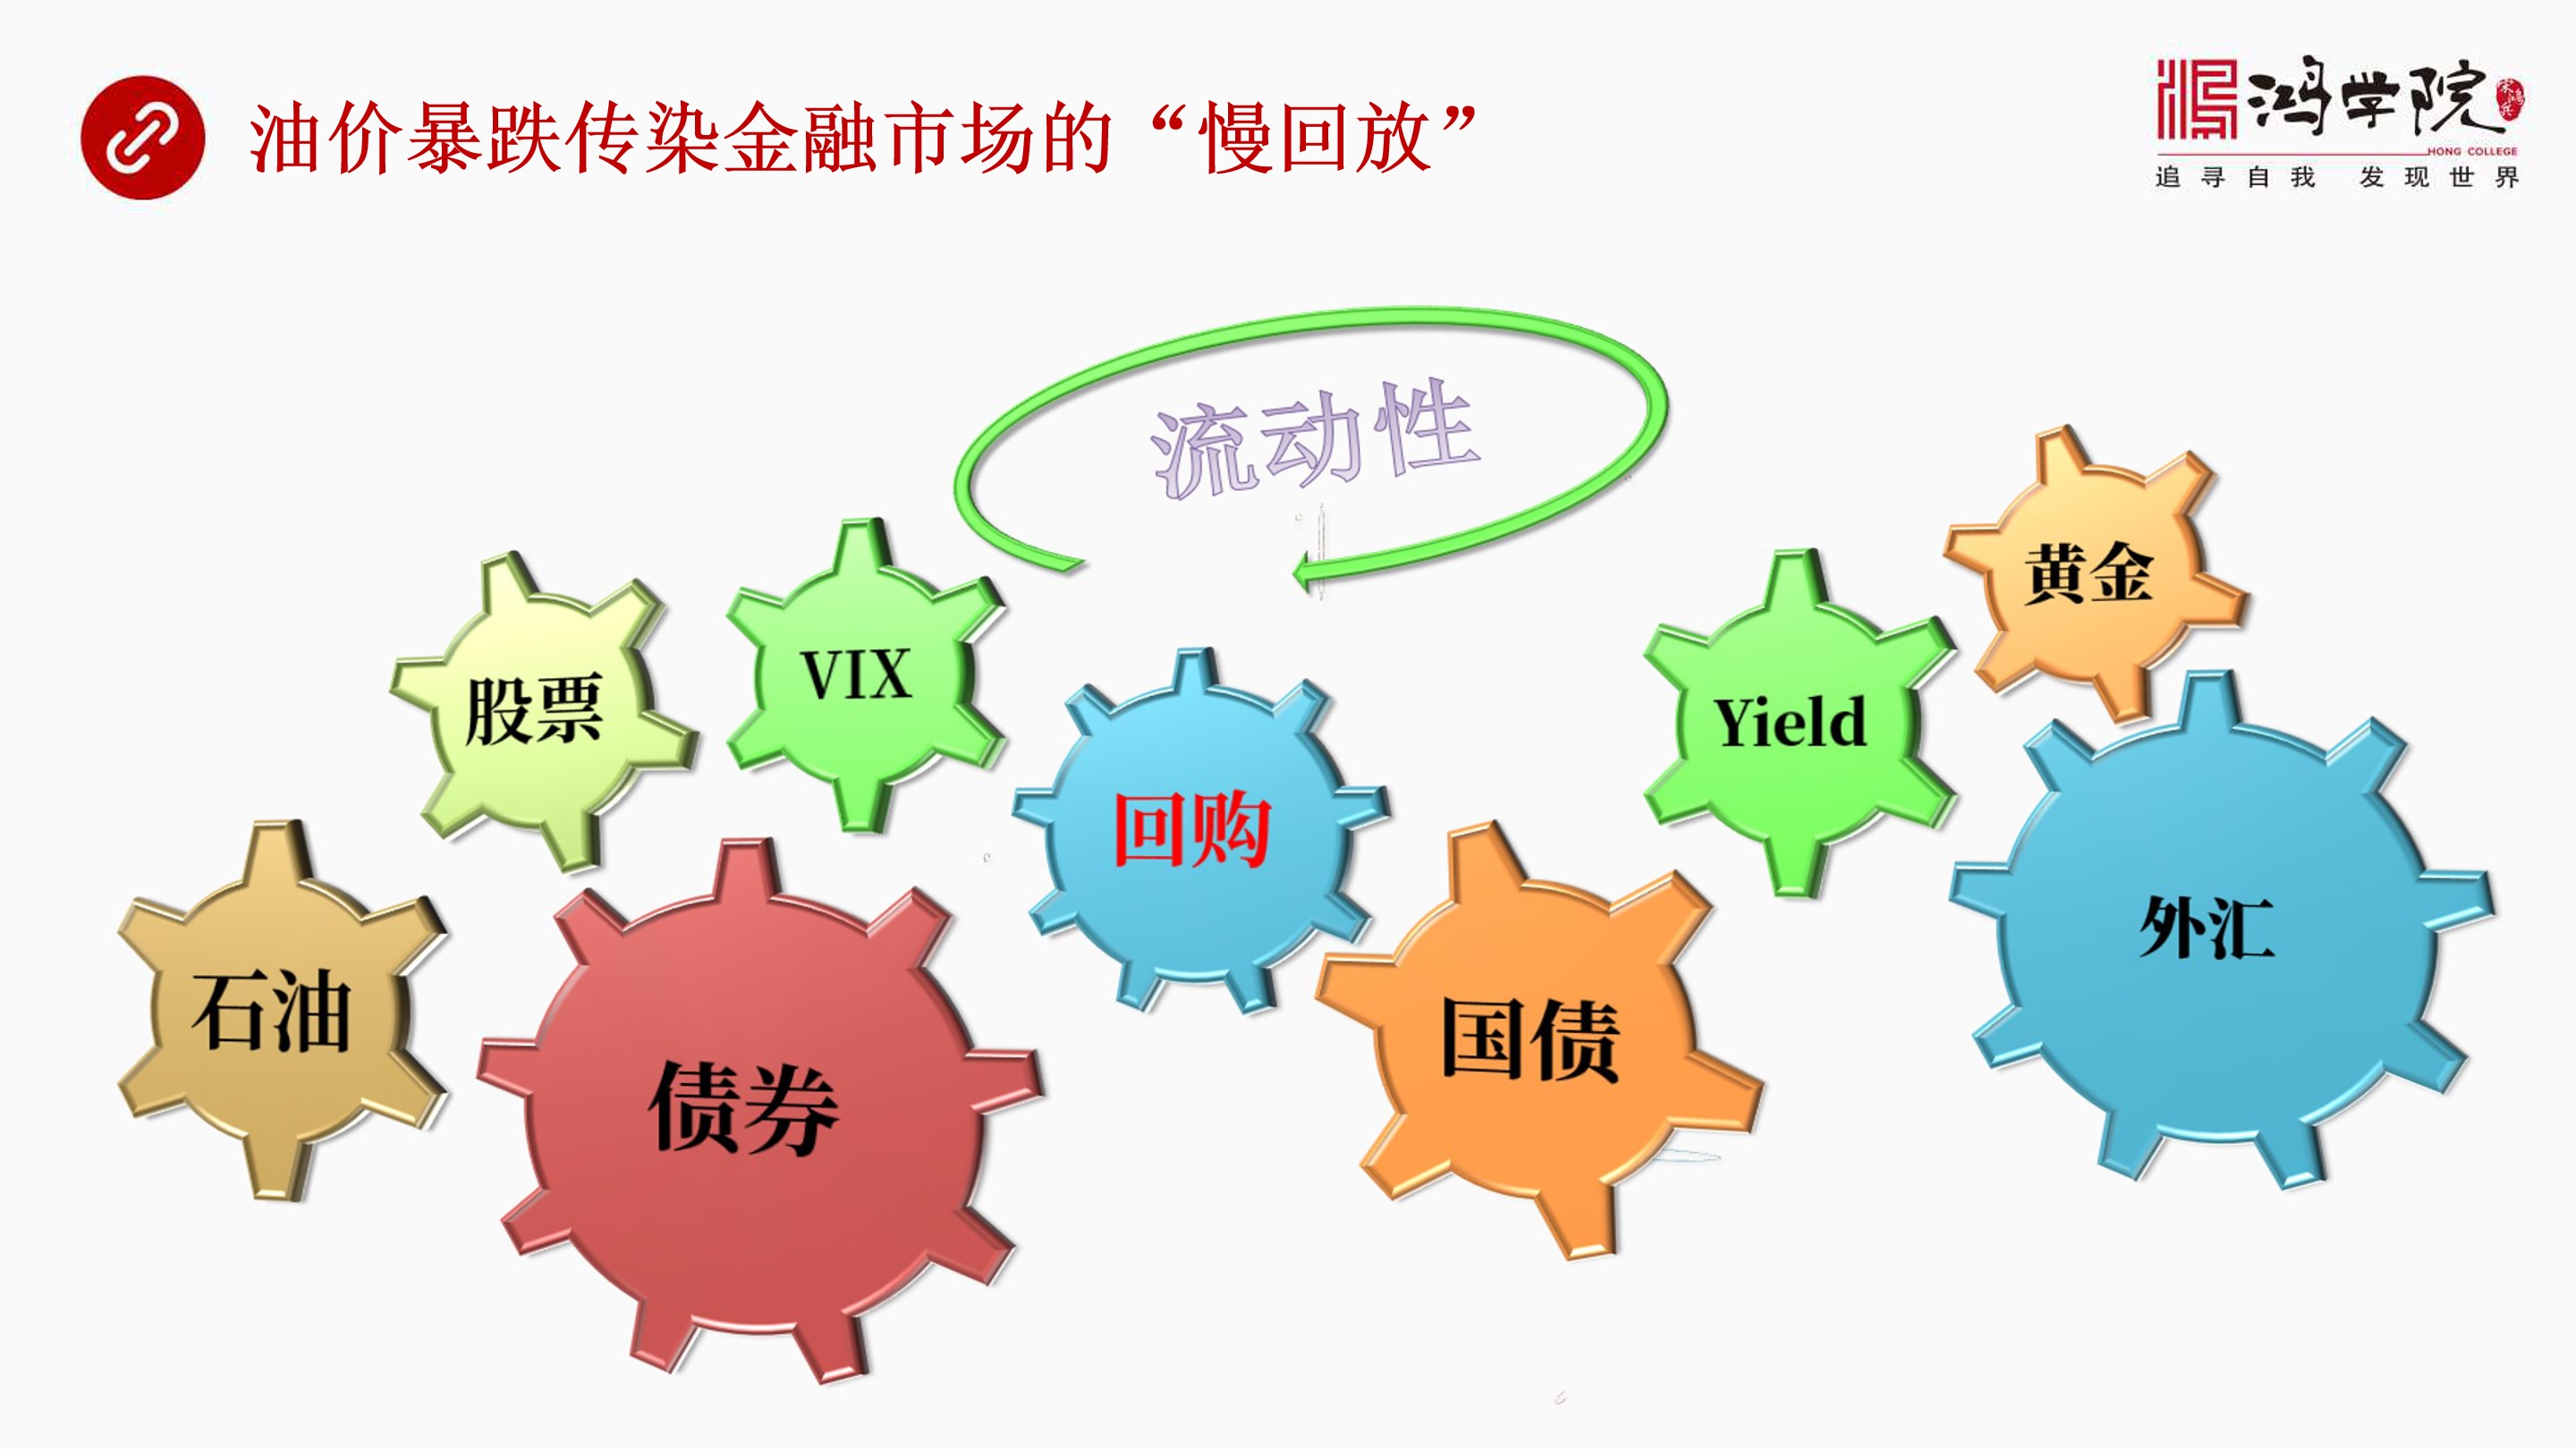 油价暴跌传染金融市场的“慢回放”
鸿学院
HONG COLLEGE
追寻自我 发现世界
流动性
黄金
股票
VIX
Yield
回购
外汇
石油
国债
债券